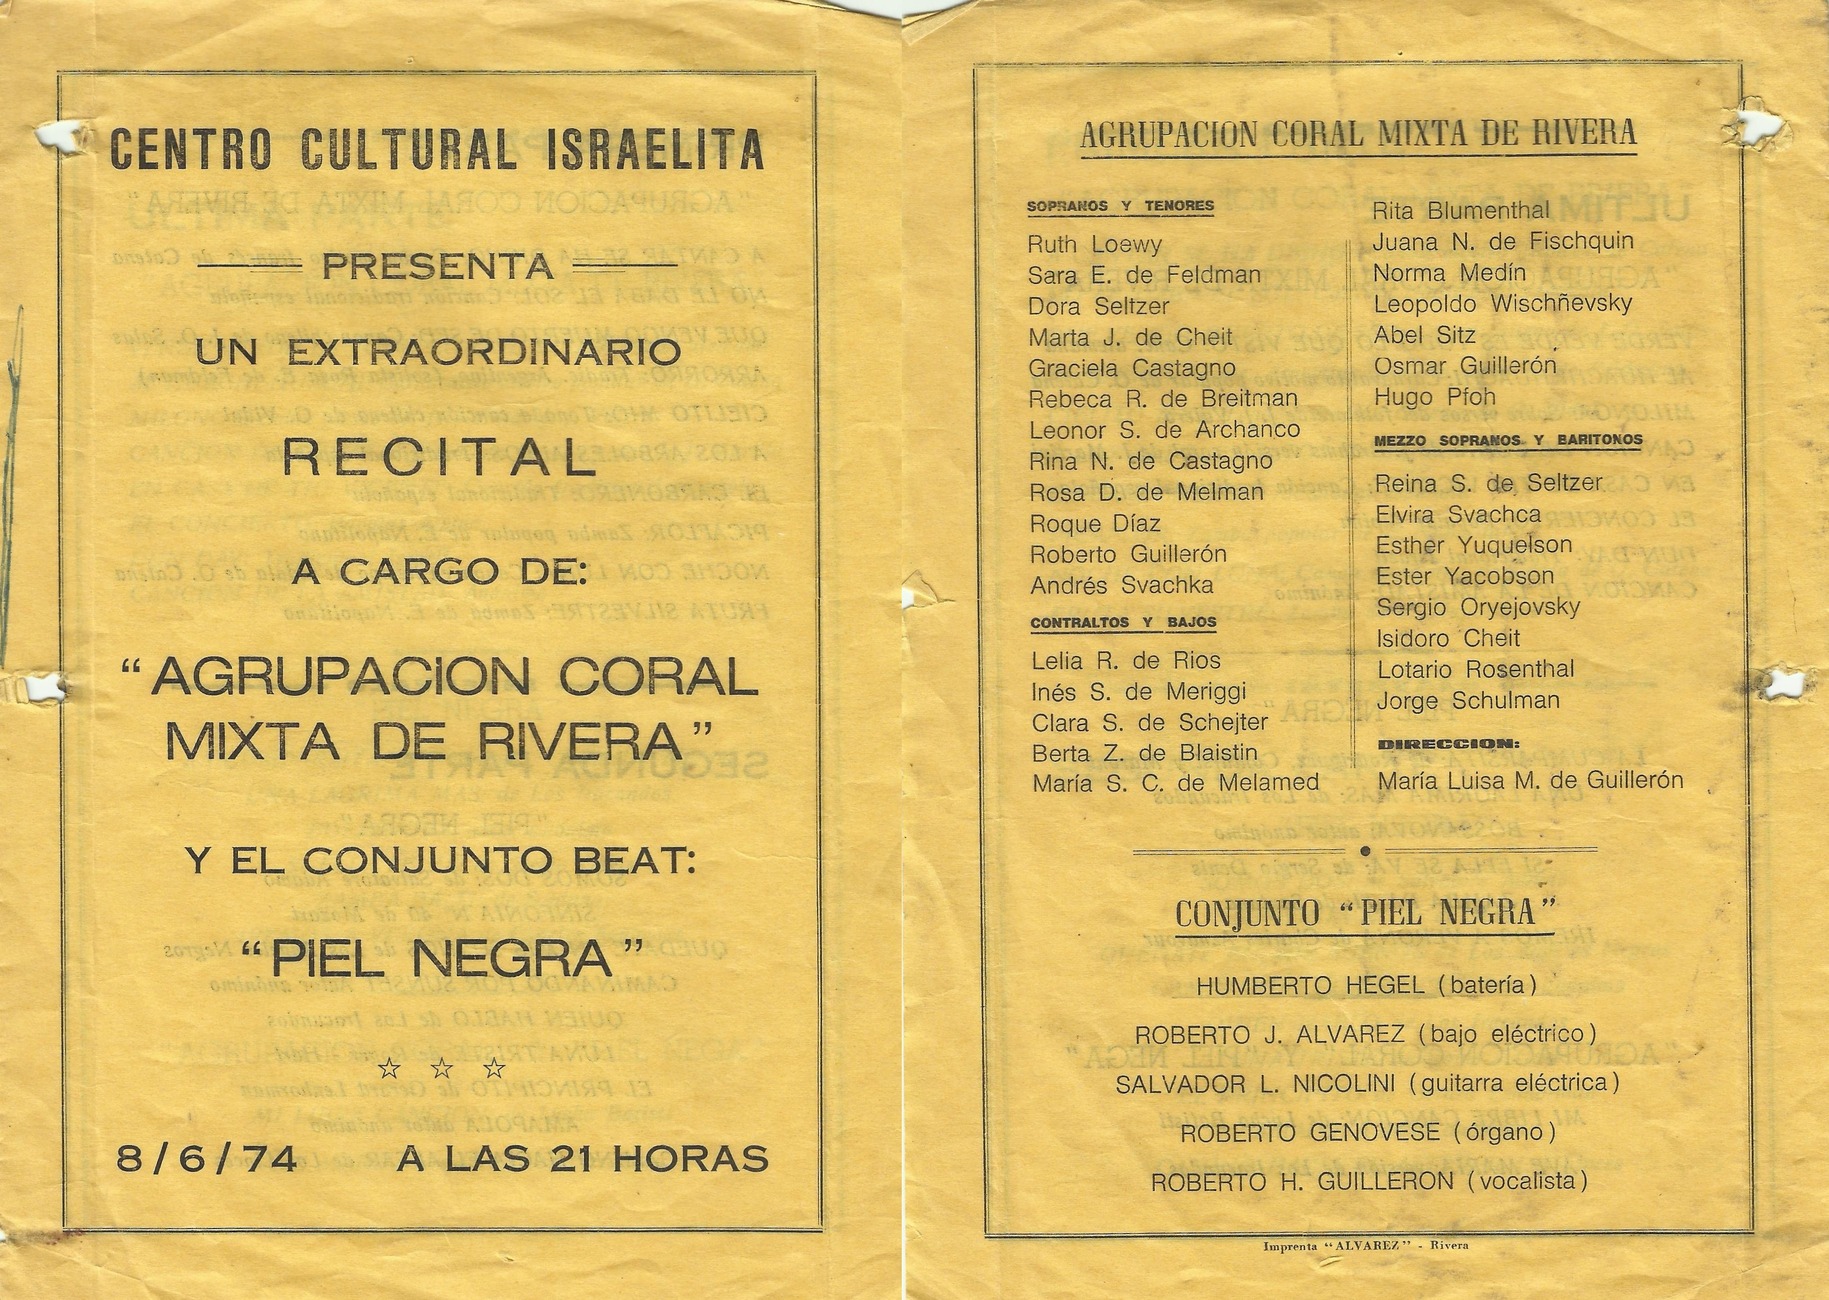 CENTRO CULTURAL ISRAELITA
PRESENTA
UN EXTRAORDINARIO
RECITAL
A CARGO DE:
“AGRUPACION CORAL
MIXTA DE RIVERA”
Y EL CONJUNTO BEAT:
“PIEL NEGRA”
☆ ☆ ☆
8/6/74 A LAS 21 HORAS
AGRUPACION CORAL MIXTA DE RIVERA
SOPRANOS Y TENORES
Ruth Loewy
Sara E. de Feldman
Dora Seltzer
Marta J. de Cheit
Graciela Castagno
Rebeca R. de Breitman
Leonor S. de Archanco
Rina N. de Castagno
Rosa D. de Melman
Roque Díaz
Roberto Guillerón
Andrés Svachka
CONTRALTOS Y BAJOS
Lelia R. de Rios
Inés S. de Meriggi
Clara S. de Schejter
Berta Z. de Blaistin
María S. C. de Melamed
Rita Blumenthal
Juana N. de Fischquin
Norma Medín
Leopoldo Wischñevsky
Abel Sitz
Osmar Guillerón
Hugo Pfoh
MEZZO SOPRANOS Y BARITONOS
Reina S. de Seltzer
Elvira Svachca
Esther Yuquelson
Ester Yacobson
Sergio Oryejovsky
Isidoro Cheit
Lotario Rosenthal
Jorge Schulman
DIRECCION:
María Luisa M. de Guillerón
CONJUNTO “PIEL NEGRA”
HUMBERTO HEGEL (batería)
ROBERTO J. ALVAREZ (bajo eléctrico)
SALVADOR L. NICOLINI (guitarra eléctrica)
ROBERTO GENOVESE (órgano)
ROBERTO H. GUILLERON (vocalista)
Imprenta “ALVAREZ” - Rivera